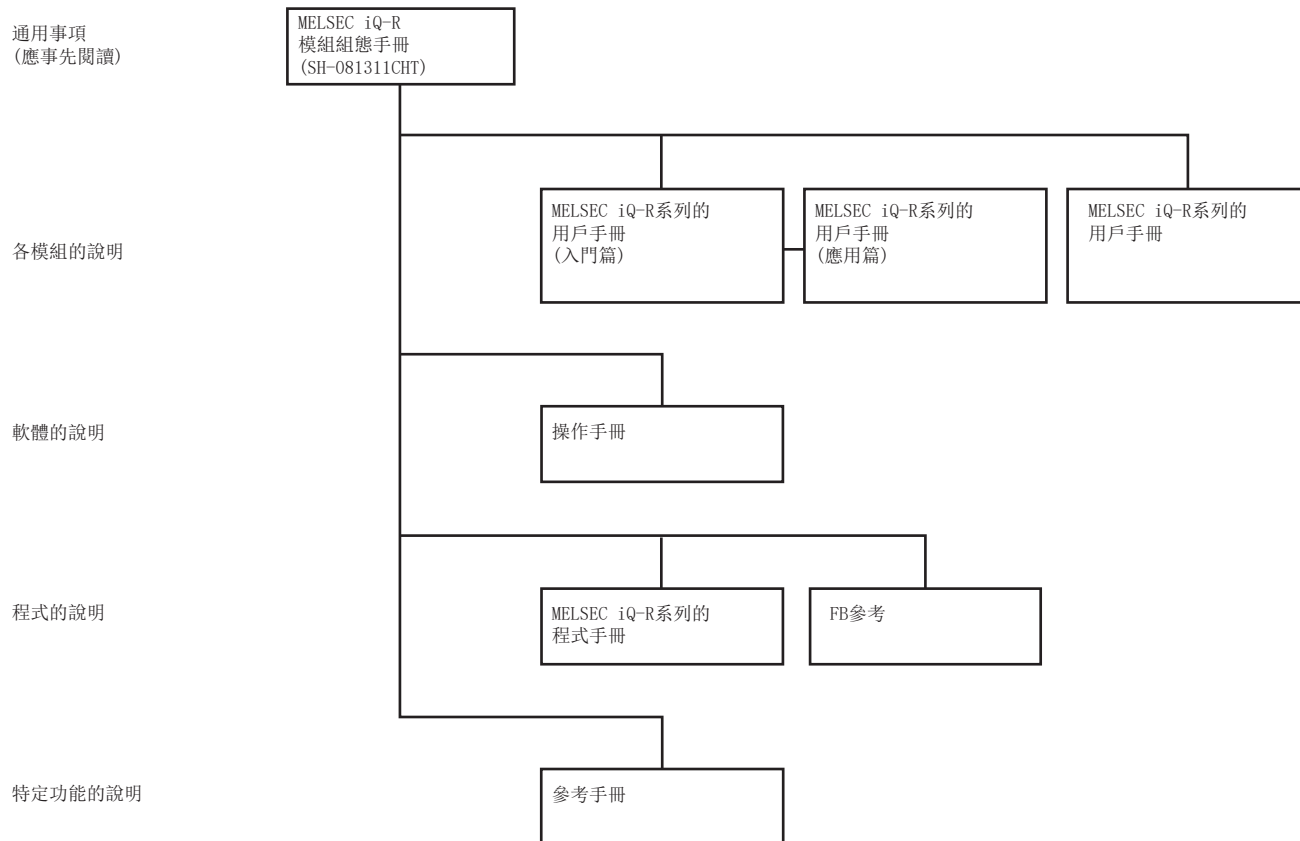 通用事項
(應事先閱讀)
MELSEC iQ-R
模組組態手冊
(SH-081311CHT)
各模組的說明
MELSEC iQ-R系列的
用戶手冊
(入門篇)
MELSEC iQ-R系列的
用戶手冊
(應用篇)
MELSEC iQ-R系列的
用戶手冊
軟體的說明
操作手冊
程式的說明
MELSEC iQ-R系列的
程式手冊
FB參考
特定功能的說明
參考手冊